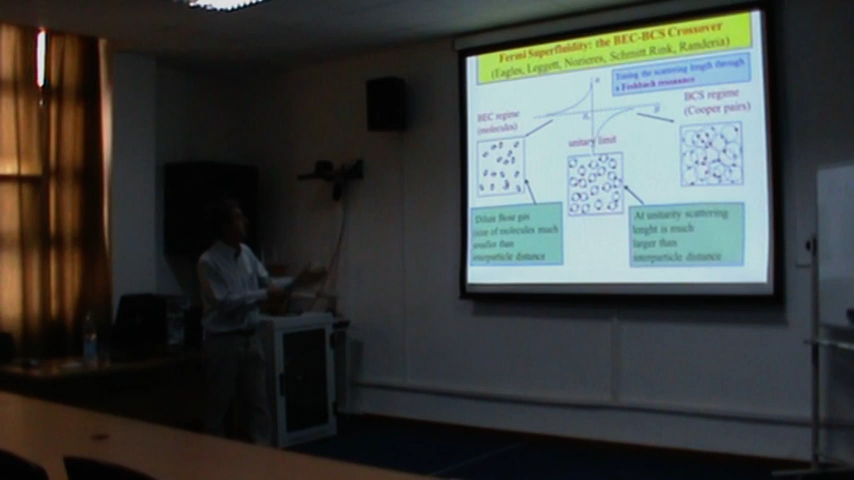 Fermi Superfluidity: the BEC-BCS Crossover
(Eagles, Leggett, Nozieres, Schmitt.Rink, Randeria)
Tuning the scattering length through
a Feshbach resonance
BEC regime
(molecules)
BCS regime
(Cooper pairs)
unitary limit
Dilute Bose gas
size of molecules much
smaller than
interparticle distance
At unitarity scattering
lenght is much
larger than
interparticle distance